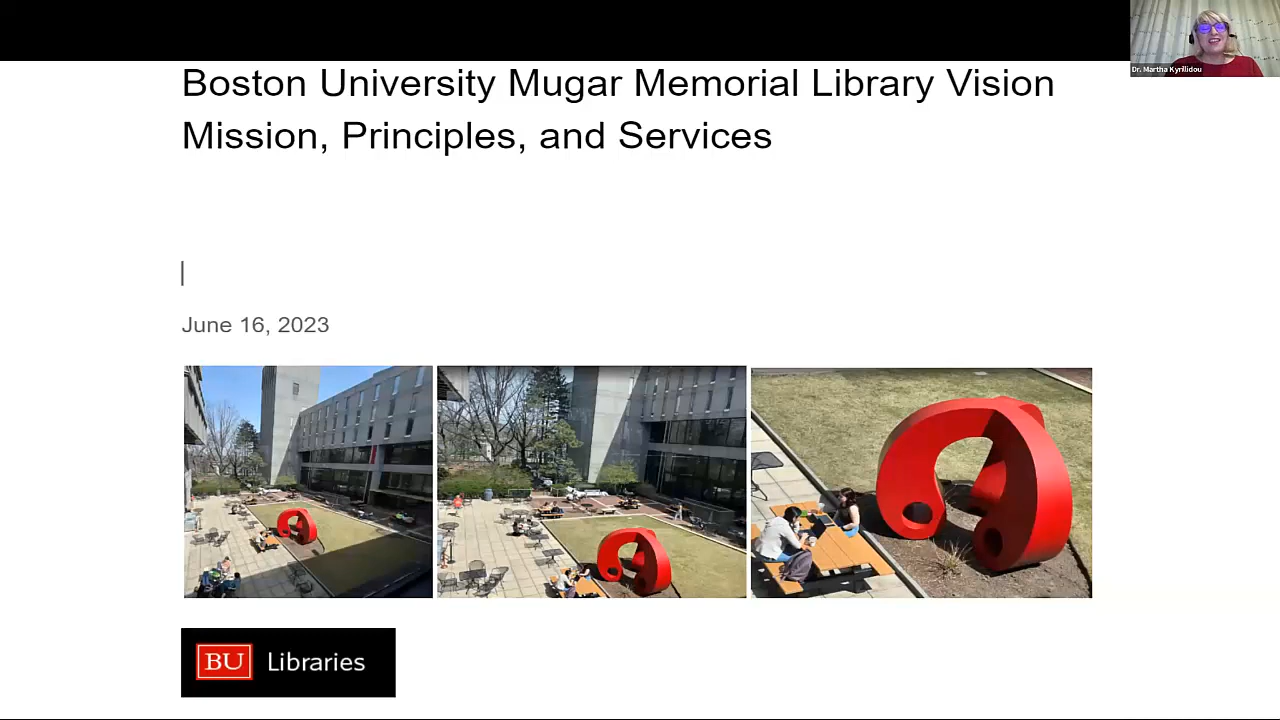 Dr. Martha Kyrillidou
Boston University Mugar Memorial Library Vision
Mission, Principles, and Services
June 16, 2023
BU Libraries